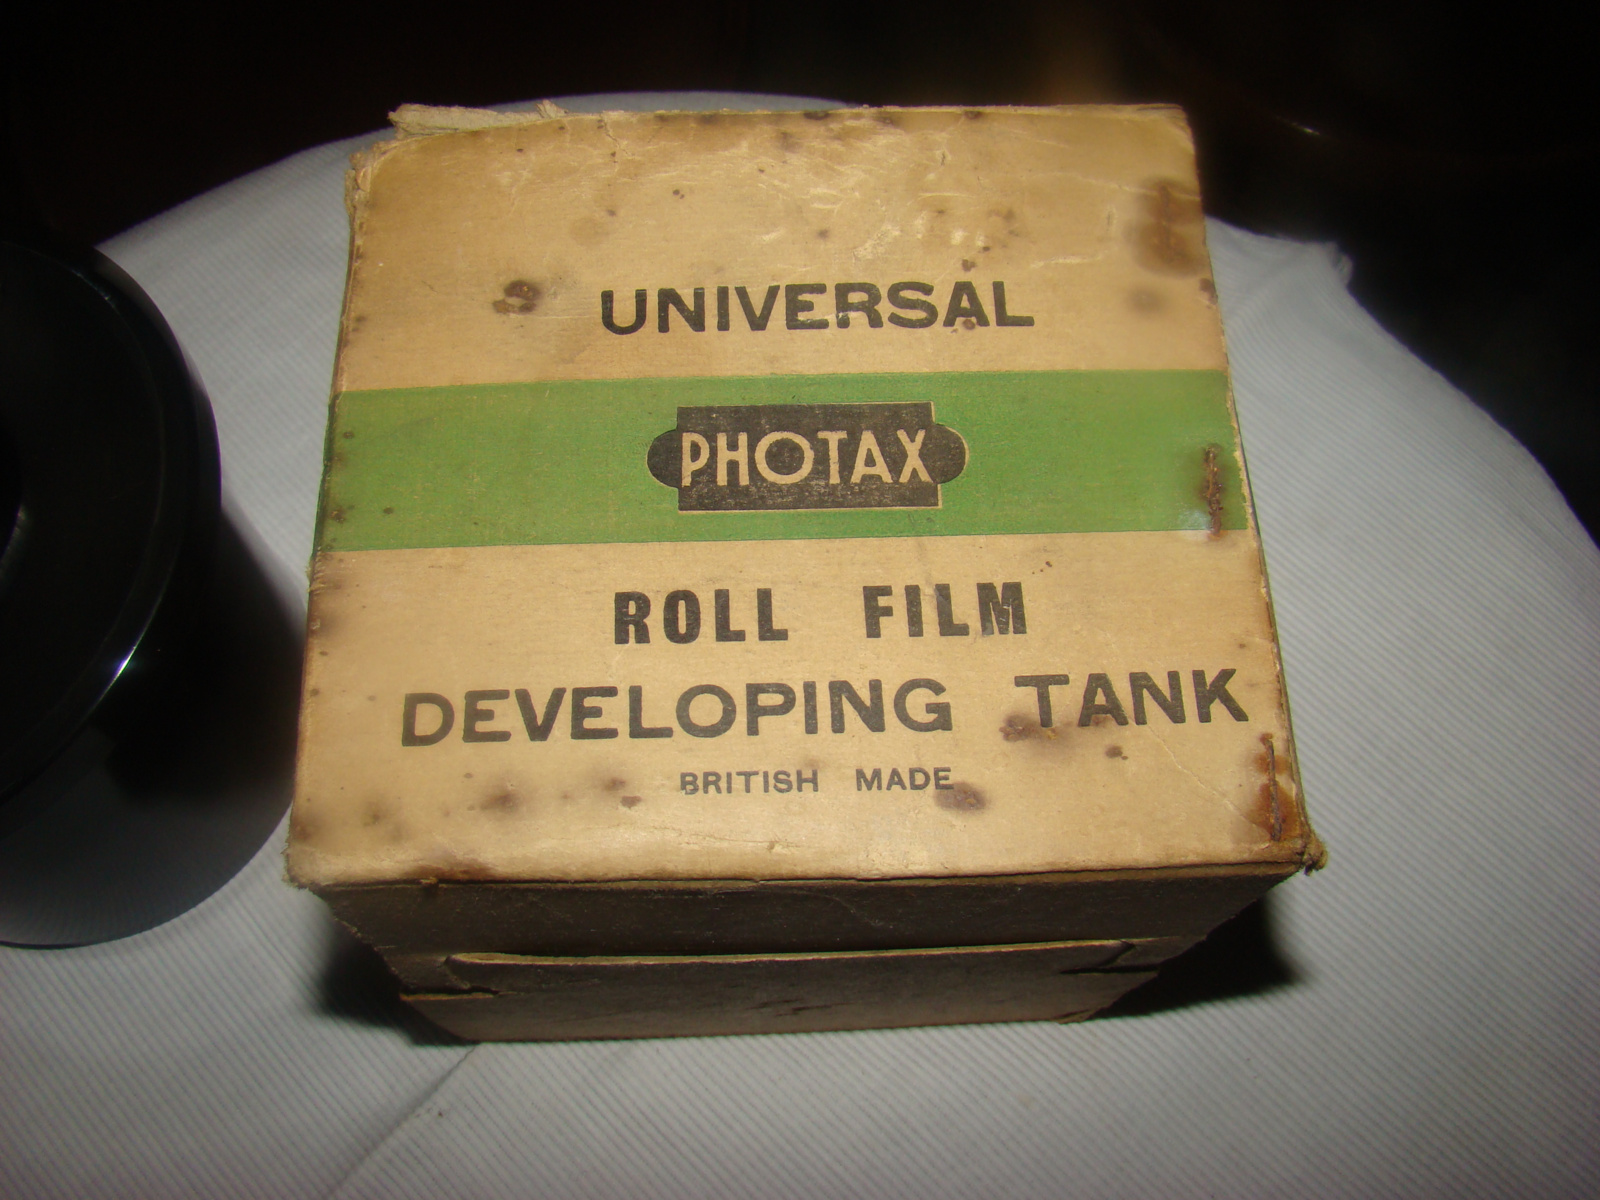 UNIVERSAL
PHOTAX
ROLL FILM
DEVELOPING TANK
BRITISH MADE